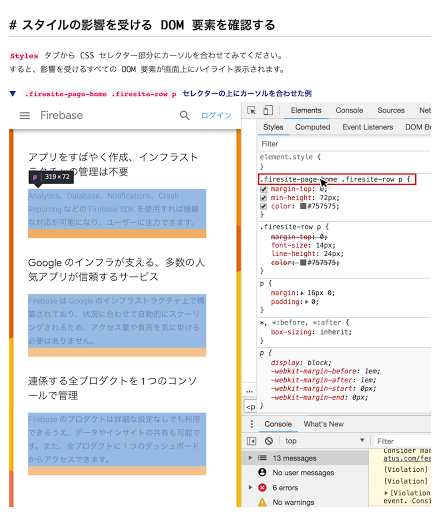 # スタイルの影響を受ける DOM 要素を確認する
Styles タブから CSS セレクター部分にカーソルを合わせてみてください。
すると、影響を受けるすべての DOM 要素が画面上にハイライト表示されます。
▼ .firesite-page-home .firesite-row p セレクターの上にカーソルを合わせた例
Firebase
ログイン
アプリをすばやく作成、インフラスト
の管理は不要
p 319×72
Analytics、Database、Notifications、Crash
Reporting などの Firebase SDK を使用すれば機敏
な対応が可能になり、ユーザーに注力できます。
Google のインフラが支える、多数の人
気アプリが信頼するサービス
Firebase は Google のインフラストラクチャ上で構
築されており、状況に合わせて自動的にスケーリ
ングされるため、アクセス量や負荷を気に掛ける
必要はありません。
連係する全プロダクトを 1 つのコンソ
ールで管理
Firebase のプロダクトは詳細な設定なしでも利用
できるうえ、データやインサイトの共有も可能で
す。また、全プロダクトに 1 つのダッシュボード
からアクセスできます。
Elements Console Sources Net
Styles Computed Event Listeners DOM B
Filter
element.style {
}
.firesite-page-home .firesite-row p {
margin-top: 0;
min-height: 72px;
color: #757575;
}
.firesite-row p {
margin-top: 0;
font-size: 14px;
line-height: 24px;
color: #757575;
}
p {
margin: 16px 0;
padding: 0;
}
*, *:before, *:after {
box-sizing: inherit;
}
p {
display: block;
-webkit-margin-before: 1em;
-webkit-margin-after: 1em;
-webkit-margin-start: 0px;
-webkit-margin-end: 0px;
}
...
<p
Console What's New
top Filter
13 messages
No user messages
6 errors
No warnings
Consider mar
atus.com/fea
[Violation]
[Violation]
[Violation
event. Consi